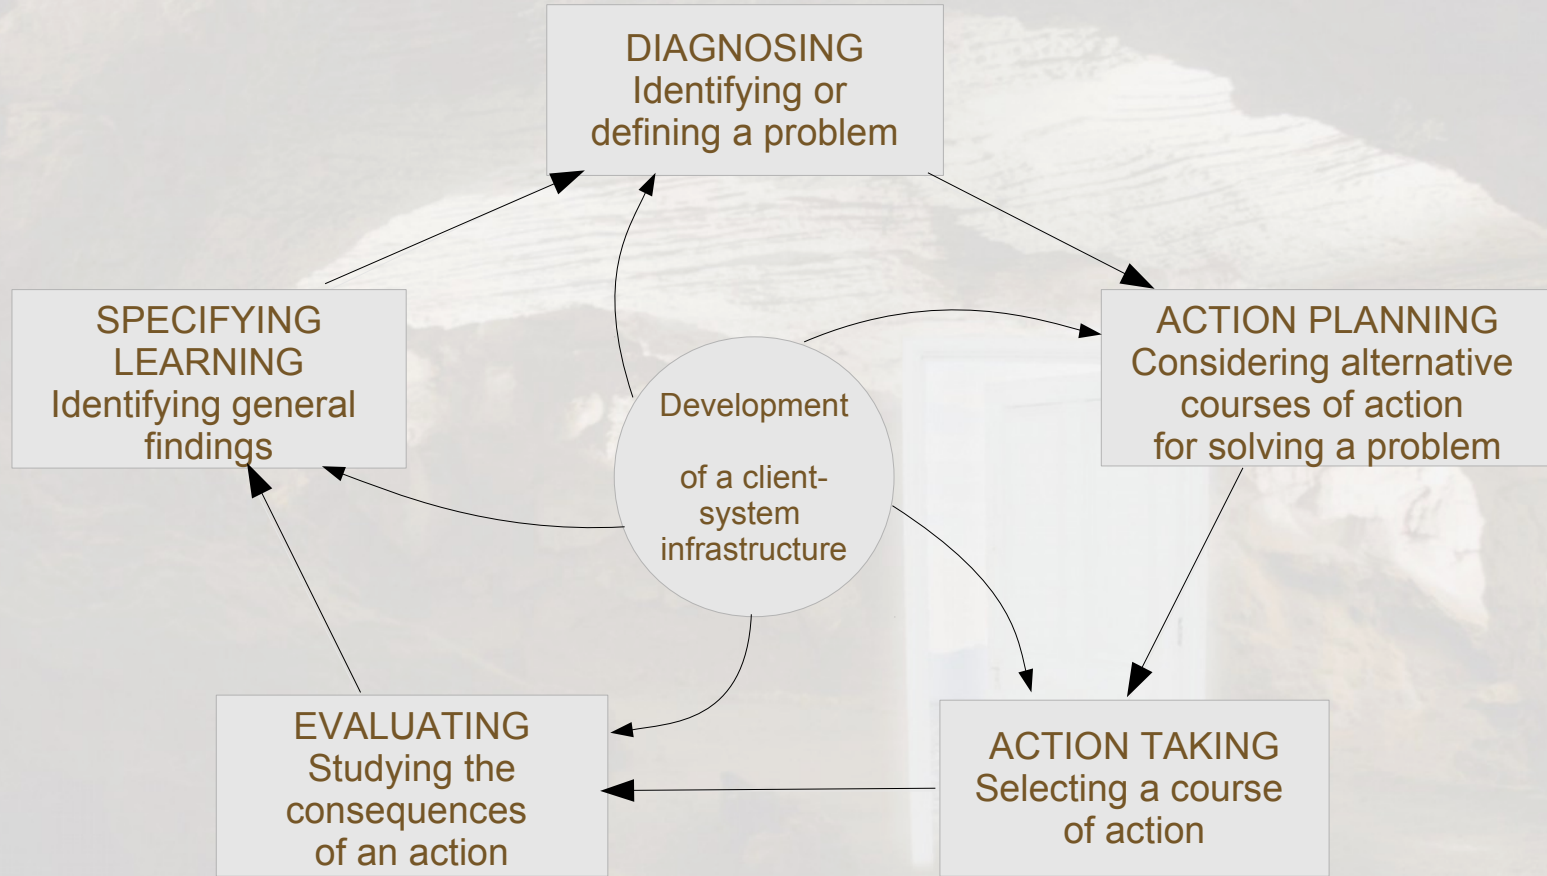 DIAGNOSING
Identifying or
defining a problem
SPECIFYING
LEARNING
Identifying general
findings
ACTION PLANNING
Considering alternative
courses of action
for solving a problem
Development
of a client-
system
infrastructure
EVALUATING
Studying the
consequences
of an action
ACTION TAKING
Selecting a course
of action